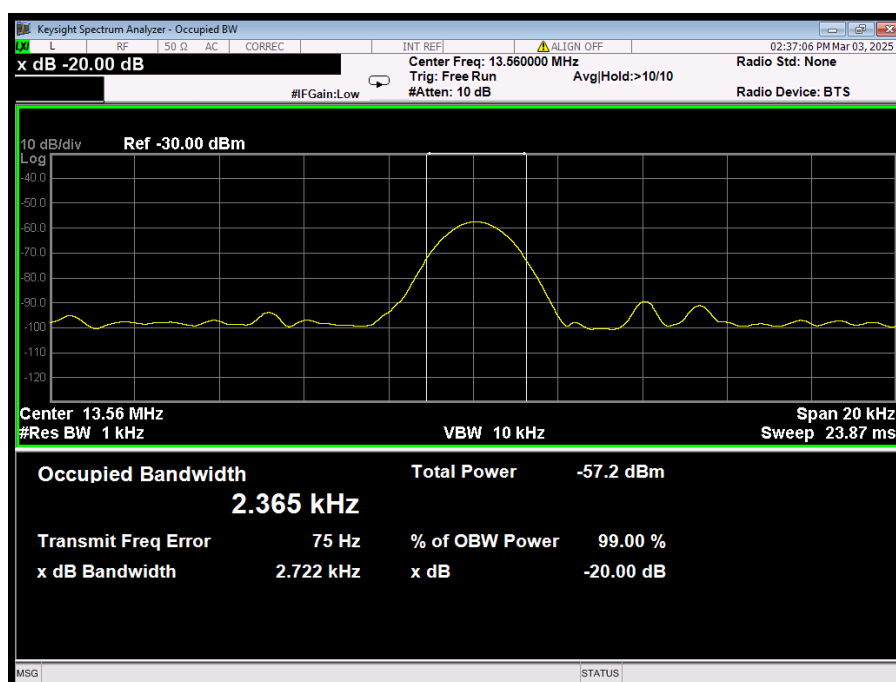 Keysight Spectrum Analyzer - Occupied BW
LXI L RF 50 Ω AC CORREC INT REF ALIGN OFF 02:37:06 PM Mar 03, 2025
x dB -20.00 dB
Center Freq: 13.560000 MHz
Radio Std: None
Trig: Free Run
Avg|Hold:>10/10
#IFGain:Low
#Atten: 10 dB
Radio Device: BTS
10 dB/div
Ref -30.00 dBm
Log
-40.0
-50.0
-60.0
-70.0
-80.0
-90.0
-100
-110
-120
Center 13.56 MHz
Span 20 kHz
#Res BW 1 kHz
VBW 10 kHz
Sweep 23.87 ms
Occupied Bandwidth
Total Power -57.2 dBm
2.365 kHz
Transmit Freq Error 75 Hz
% of OBW Power 99.00 %
x dB Bandwidth 2.722 kHz
x dB -20.00 dB
MSG
STATUS